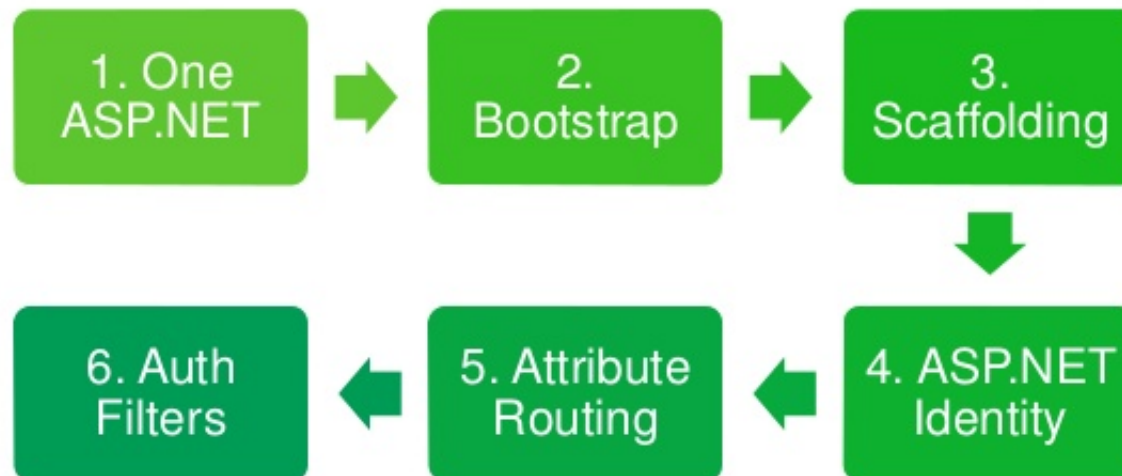 1. One
ASP.NET
2.
Bootstrap
3.
Scaffolding
4. ASP.NET
Identity
5. Attribute
Routing
6. Auth
Filters